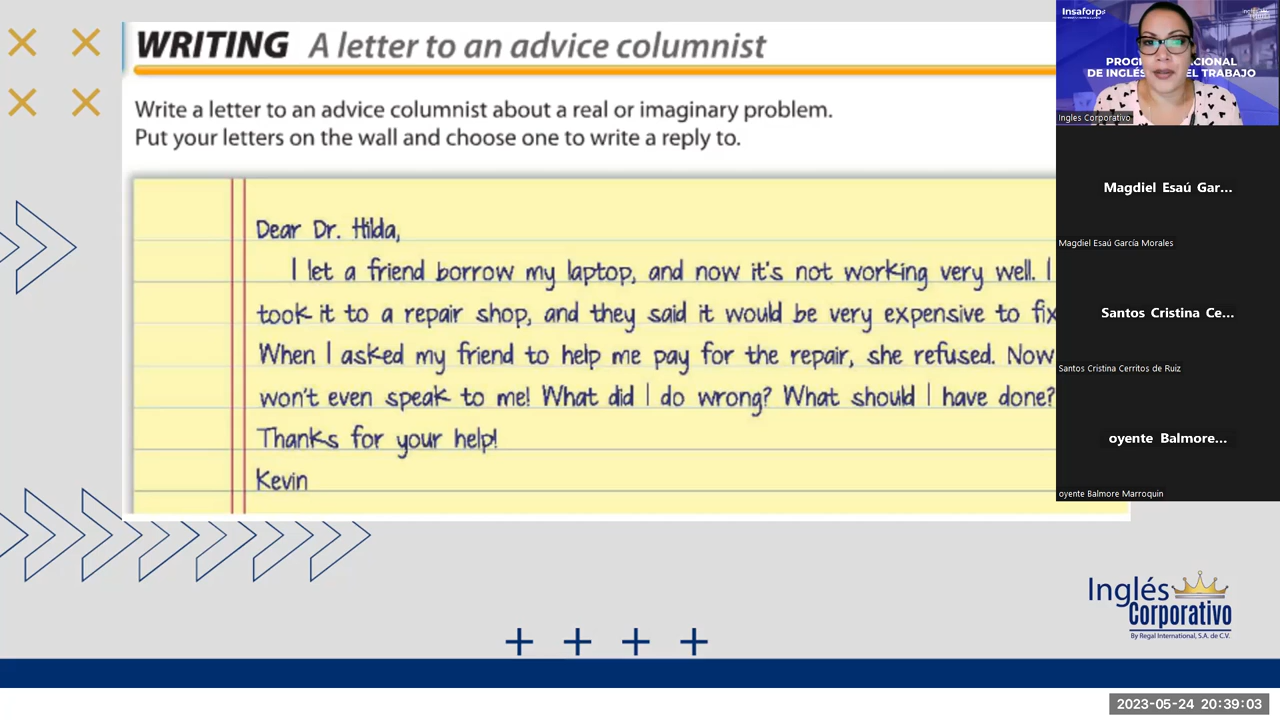 WRITING A letter to an advice columnist
Write a letter to an advice columnist about a real or imaginary problem.
Put your letters on the wall and choose one to write a reply to.
Dear Dr. Hilda,
I let a friend borrow my laptop, and now it's not working very well. I
took it to a repair shop, and they said it would be very expensive to fix
When I asked my friend to help me pay for the repair, she refused. Now
won't even speak to me! What did I do wrong? What should I have done?
Thanks for your help!
Kevin
Insaforp
DE INGLÉS EL TRABAJO
Ingles Corporativo
Magdiel Esaú Gar...
Magdiel Esaú García Morales
Santos Cristina Ce...
Santos Cristina Cerritos de Ruiz
oyente Balmore...
oyente Balmore Marroquin
Inglés
Corporativo
By Regal International, S.A. de C.V.
2023-05-24 20:39:03